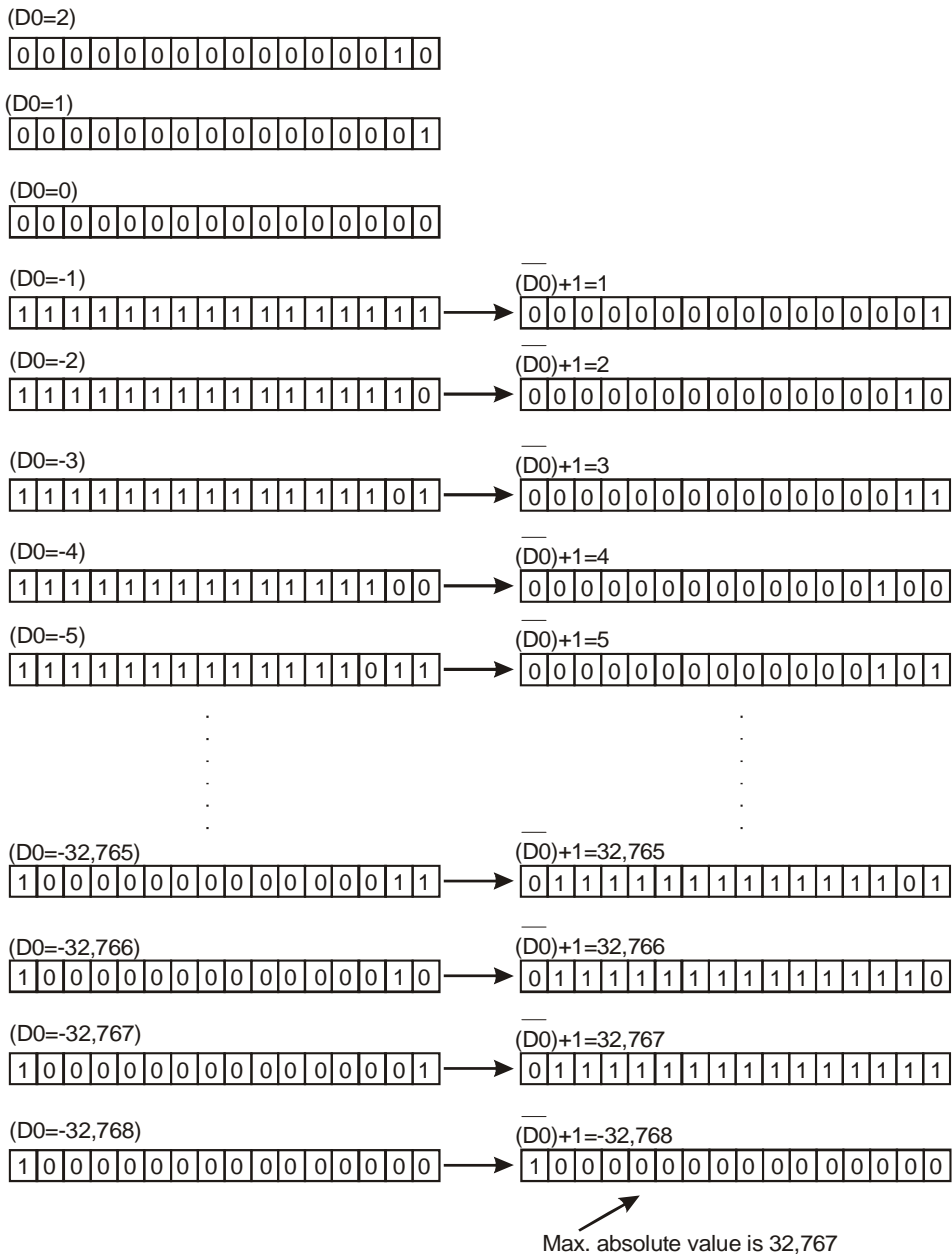 (D0=2)
0 0 0 0 0 0 0 0 0 0 0 0 0 0 1 0
(D0=1)
0 0 0 0 0 0 0 0 0 0 0 0 0 0 0 1
(D0=0)
0 0 0 0 0 0 0 0 0 0 0 0 0 0 0 0
(D0=-1) (D0)+1=1
1 1 1 1 1 1 1 1 1 1 1 1 1 1 1 1 0 0 0 0 0 0 0 0 0 0 0 0 0 0 0 1
(D0=-2) (D0)+1=2
1 1 1 1 1 1 1 1 1 1 1 1 1 1 1 0 0 0 0 0 0 0 0 0 0 0 0 0 0 0 1 0
(D0=-3) (D0)+1=3
1 1 1 1 1 1 1 1 1 1 1 1 1 1 0 1 0 0 0 0 0 0 0 0 0 0 0 0 0 0 1 1
(D0=-4) (D0)+1=4
1 1 1 1 1 1 1 1 1 1 1 1 1 1 0 0 0 0 0 0 0 0 0 0 0 0 0 0 0 1 0 0
(D0=-5) (D0)+1=5
1 1 1 1 1 1 1 1 1 1 1 1 1 0 1 1 0 0 0 0 0 0 0 0 0 0 0 0 0 1 0 1
(D0=-32,765) (D0)+1=32,765
1 0 0 0 0 0 0 0 0 0 0 0 0 0 1 1 0 1 1 1 1 1 1 1 1 1 1 1 1 1 0 1
(D0=-32,766) (D0)+1=32,766
1 0 0 0 0 0 0 0 0 0 0 0 0 0 1 0 0 1 1 1 1 1 1 1 1 1 1 1 1 1 1 0
(D0=-32,767) (D0)+1=32,767
1 0 0 0 0 0 0 0 0 0 0 0 0 0 0 1 0 1 1 1 1 1 1 1 1 1 1 1 1 1 1 1
(D0=-32,768) (D0)+1=-32,768
1 0 0 0 0 0 0 0 0 0 0 0 0 0 0 0 1 0 0 0 0 0 0 0 0 0 0 0 0 0 0 0
Max. absolute value is 32,767